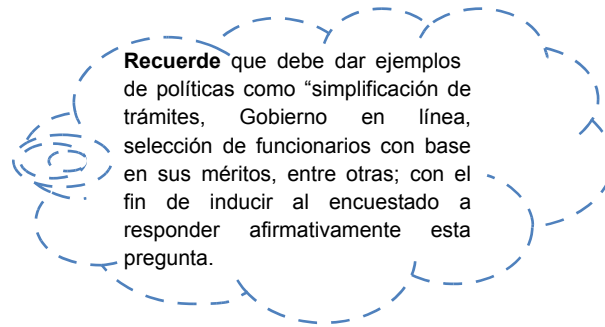 Recuerde que debe dar ejemplos
de políticas como “simplificación de
trámites, Gobierno en línea,
selección de funcionarios con base
en sus méritos, entre otras; con el
fin de inducir al encuestado a
responder afirmativamente esta
pregunta.